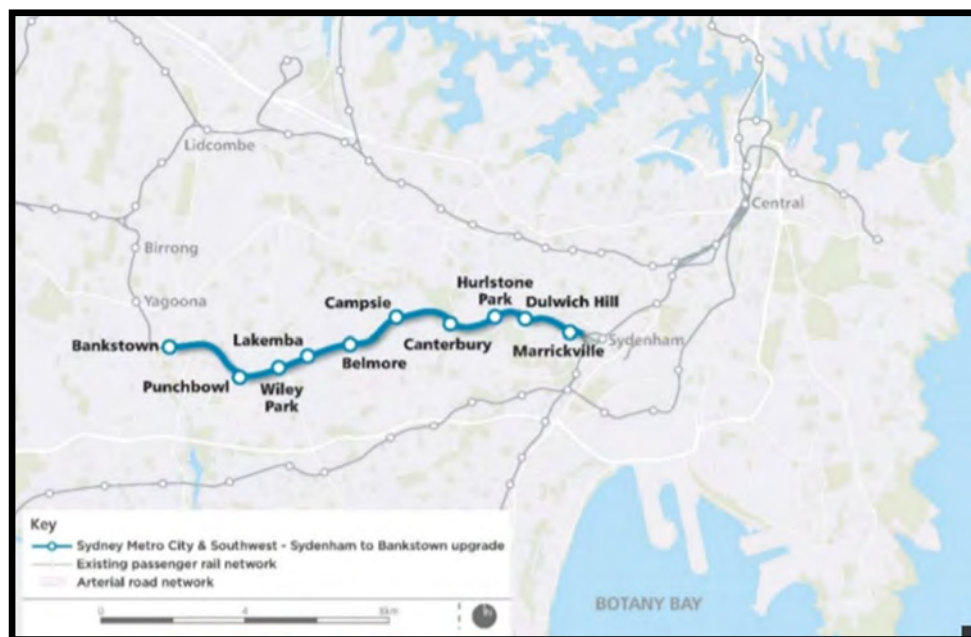 Lidcombe
Central
Birrong
Yagoona
Hurlstone
Park
Dulwich Hill
Campsie
Bankstown
Lakemba
Canterbury
Marrickville
Sydenham
Belmore
Punchbowl
Wiley
Park
Key
Sydney Metro City & Southwest - Sydenham to Bankstown upgrade
Existing passenger rail network
Arterial road network
0 4 8km
BOTANY BAY